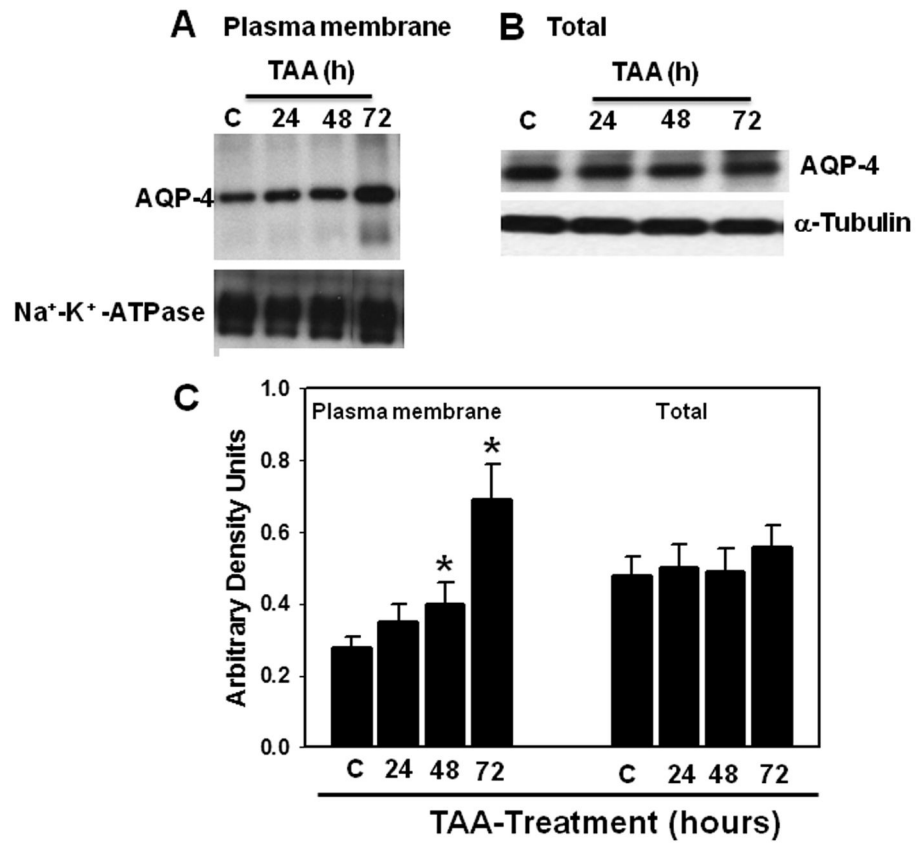 A Plasma membrane
TAA (h)
C 24 48 72
AQP-4
Na⁺-K⁺-ATPase
B Total
TAA (h)
C 24 48 72
AQP-4
α-Tubulin
C
Arbitrary Density Units
1.0
0.8
0.6
0.4
0.2
0.0
Plasma membrane Total
* *
C 24 48 72 C 24 48 72
TAA-Treatment (hours)